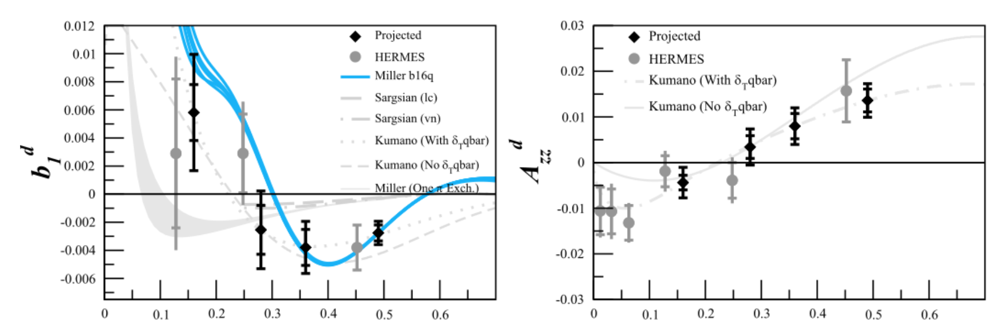 0.012
0.01
0.008
0.006
0.004
0.002
0
-0.002
-0.004
-0.006
b₁ᵈ
0
0.1
0.2
0.3
0.4
0.5
0.6
Projected
HERMES
Miller b16q
Sargsian (lc)
Sargsian (vn)
Kumano (With δTqbar)
Kumano (No δTqbar)
Miller (One π Exch.)
0.03
0.02
0.01
0
-0.01
-0.02
-0.03
Azzᵈ
0
0.1
0.2
0.3
0.4
0.5
0.6
Projected
HERMES
Kumano (With δTqbar)
Kumano (No δTqbar)